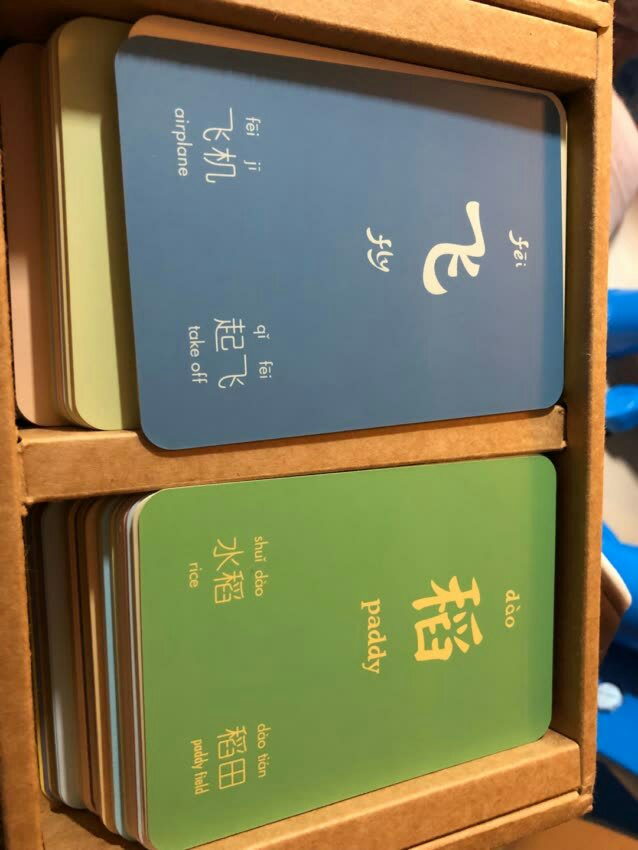 fēi
飞
fly
fēi jī
飞机
airplane
qǐ fēi
起飞
take off
dào
稻
paddy
shuǐ dào
水稻
rice
dào tián
稻田
paddy field